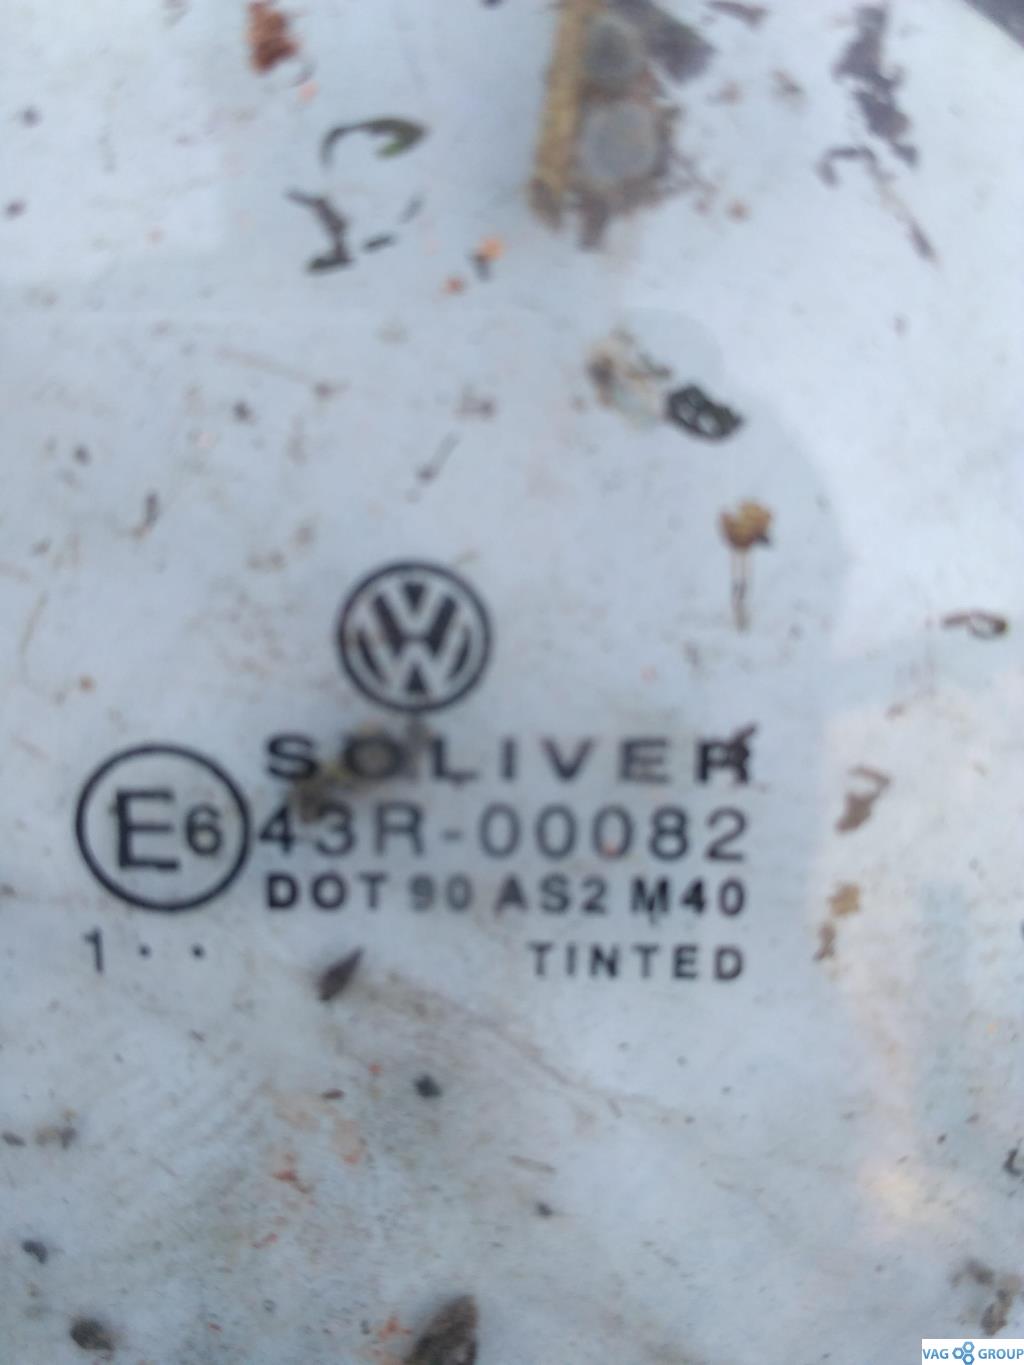 SOLIVER
E6 43R-00082
DOT 90 AS2 M40
1 · · TINTED
VAG GROUP